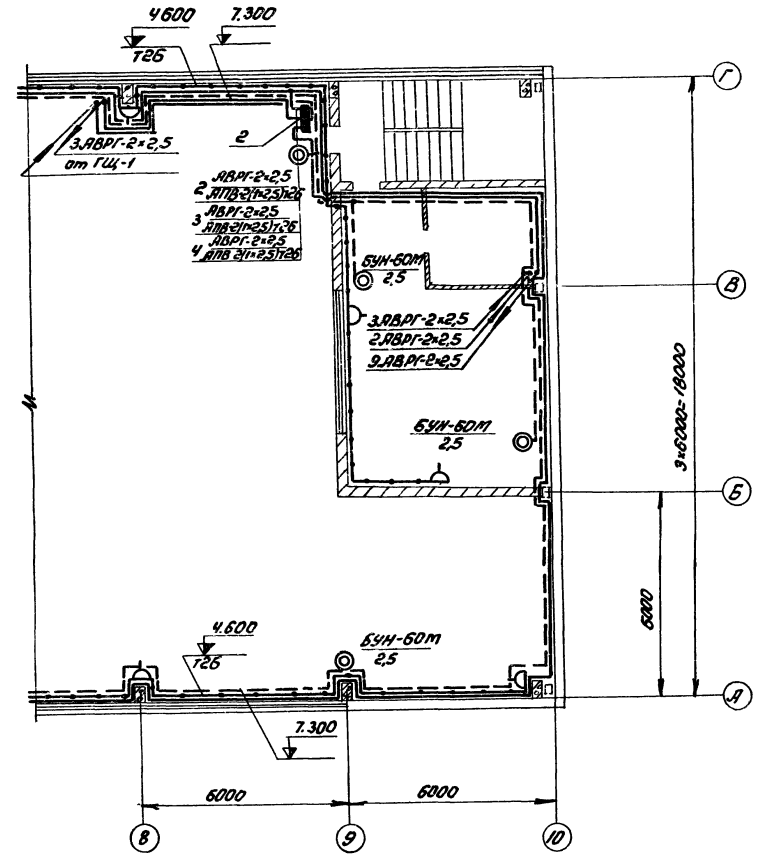 4600
7.300
т26
Г
2
3.АВРГ-2×2,5
от ГЩ-1
АВРГ-2×2,5
2 АПВ-2(1×2,5)т26
АВРГ-2×2,5
3 АПВ-2(1×2,5)т26
АВРГ-2×2,5
4 АПВ 2(1×2,5)т26
БУН-60М
2,5
В
3.АВРГ-2×2,5
2.АВРГ-2×2,5
9.АВРГ-2×2,5
3×6000=18000
БУН-60М
2,5
Б
6000
4.600
т26
БУН-60М
2,5
А
7.300
6000
6000
8
9
10